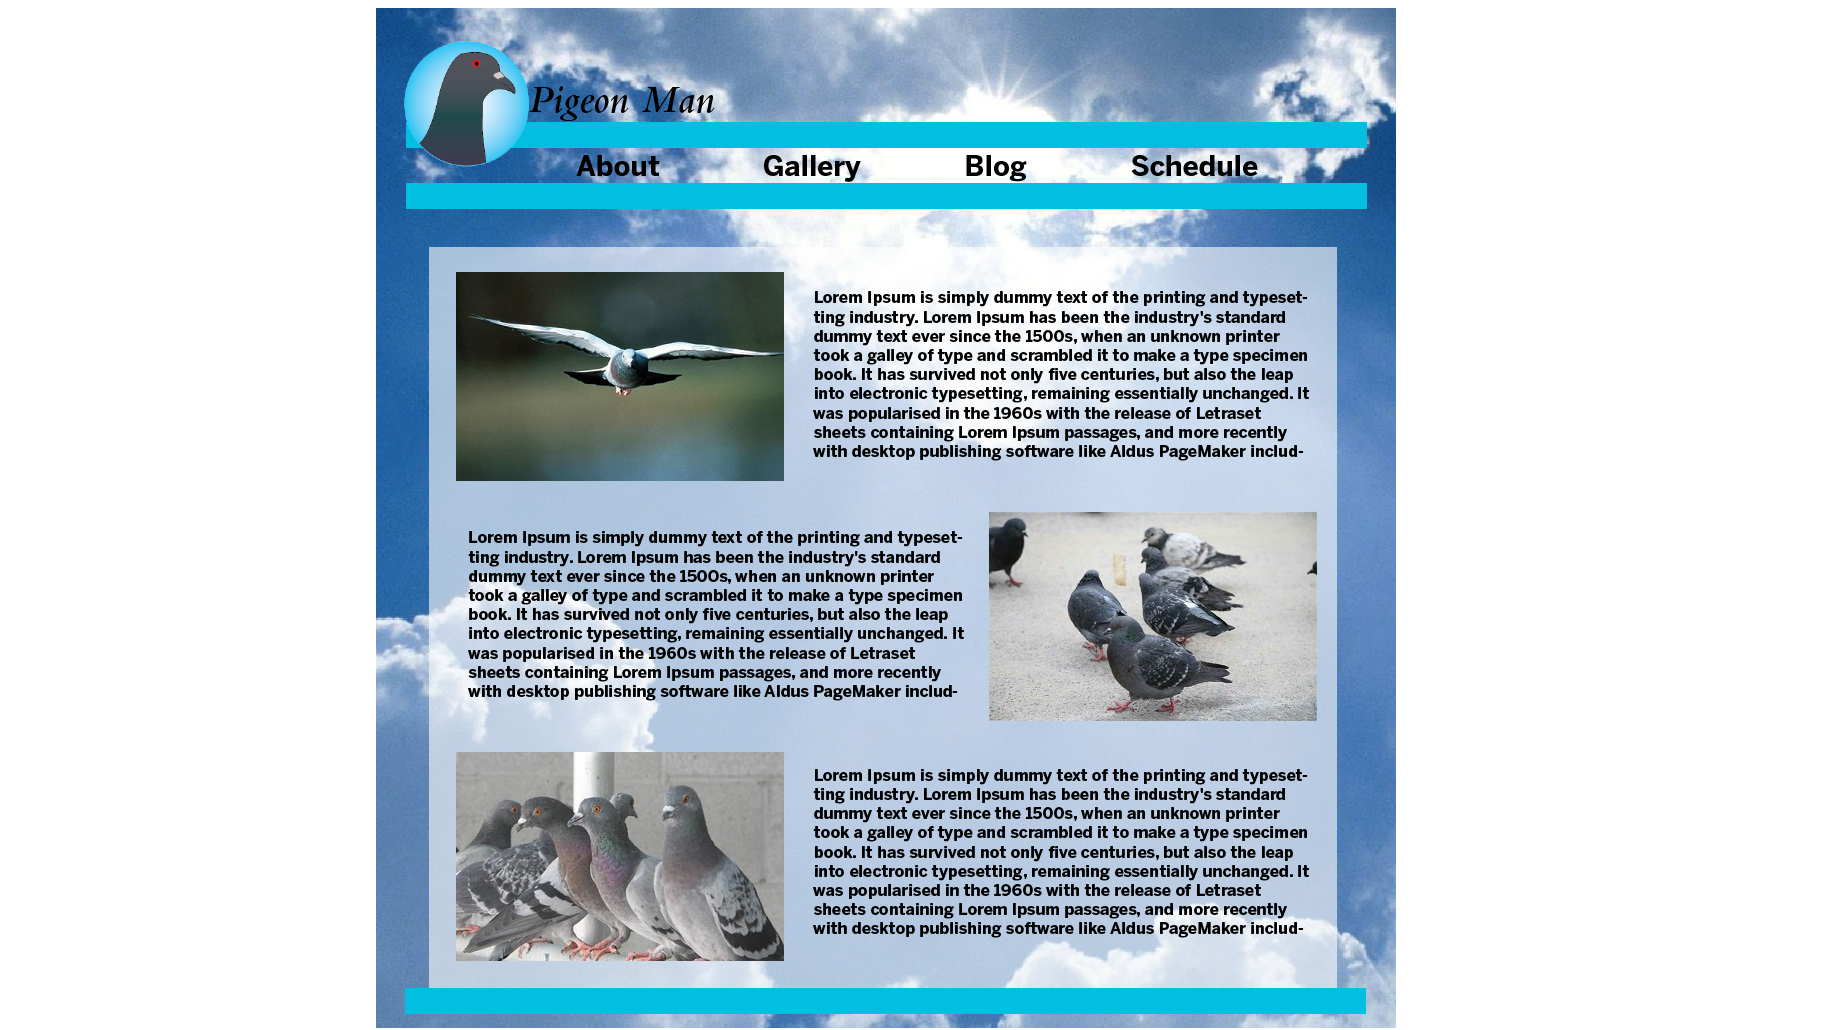 Pigeon Man
About Gallery Blog Schedule
Lorem Ipsum is simply dummy text of the printing and typeset-
ting industry. Lorem Ipsum has been the industry's standard
dummy text ever since the 1500s, when an unknown printer
took a galley of type and scrambled it to make a type specimen
book. It has survived not only five centuries, but also the leap
into electronic typesetting, remaining essentially unchanged. It
was popularised in the 1960s with the release of Letraset
sheets containing Lorem Ipsum passages, and more recently
with desktop publishing software like Aldus PageMaker includ-
Lorem Ipsum is simply dummy text of the printing and typeset-
ting industry. Lorem Ipsum has been the industry's standard
dummy text ever since the 1500s, when an unknown printer
took a galley of type and scrambled it to make a type specimen
book. It has survived not only five centuries, but also the leap
into electronic typesetting, remaining essentially unchanged. It
was popularised in the 1960s with the release of Letraset
sheets containing Lorem Ipsum passages, and more recently
with desktop publishing software like Aldus PageMaker includ-
Lorem Ipsum is simply dummy text of the printing and typeset-
ting industry. Lorem Ipsum has been the industry's standard
dummy text ever since the 1500s, when an unknown printer
took a galley of type and scrambled it to make a type specimen
book. It has survived not only five centuries, but also the leap
into electronic typesetting, remaining essentially unchanged. It
was popularised in the 1960s with the release of Letraset
sheets containing Lorem Ipsum passages, and more recently
with desktop publishing software like Aldus PageMaker includ-